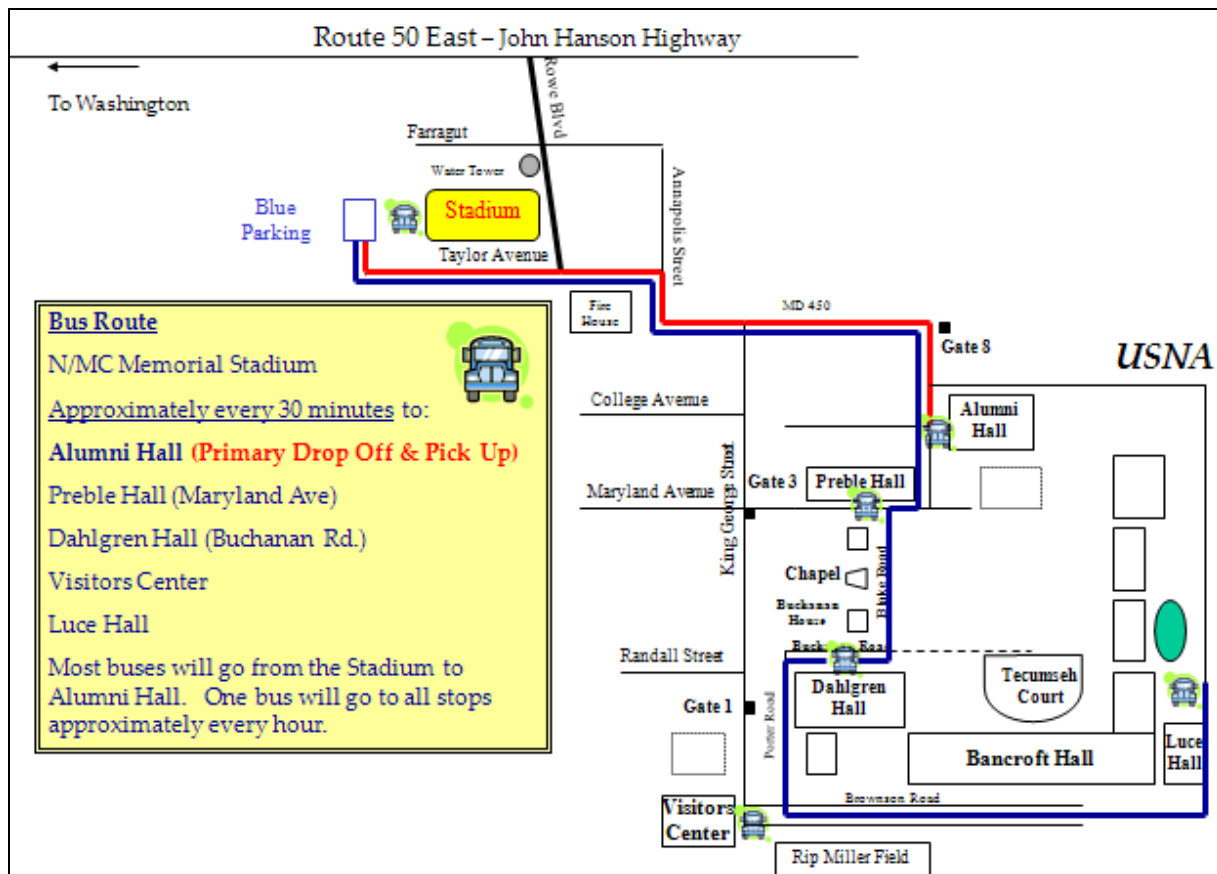 Route 50 East – John Hanson Highway
To Washington
Rowe Blvd
Farragut
Water Tower
Annapolis Street
Blue
Parking
Stadium
Taylor Avenue
Fire
House
MD 450
Gate 8
USNA
Bus Route
N/MC Memorial Stadium
Approximately every 30 minutes to:
Alumni Hall (Primary Drop Off & Pick Up)
Preble Hall (Maryland Ave)
Dahlgren Hall (Buchanan Rd.)
Visitors Center
Luce Hall
Most buses will go from the Stadium to
Alumni Hall.   One bus will go to all stops
approximately every hour.
College Avenue
Alumni
Hall
King George Street
Maryland Avenue
Gate 3
Preble Hall
Chapel
Blake Road
Buchanan
House
Randall Street
Dahlgren
Hall
Tecumseh
Court
Gate 1
Porter Road
Bancroft Hall
Luce
Hall
Brownson Road
Visitors
Center
Rip Miller Field